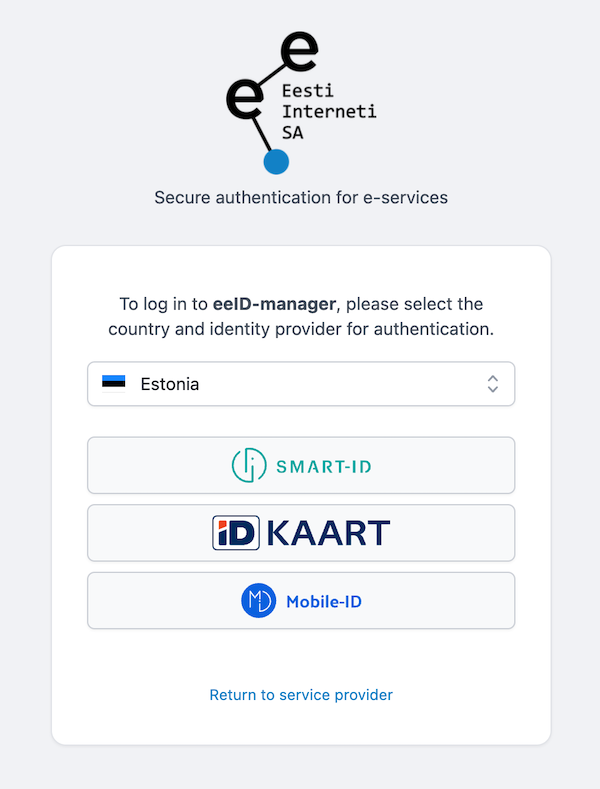 Eesti
Interneti
SA
Secure authentication for e-services
To log in to eeID-manager, please select the
country and identity provider for authentication.
Estonia
SMART-ID
iD KAART
Mobile-ID
Return to service provider